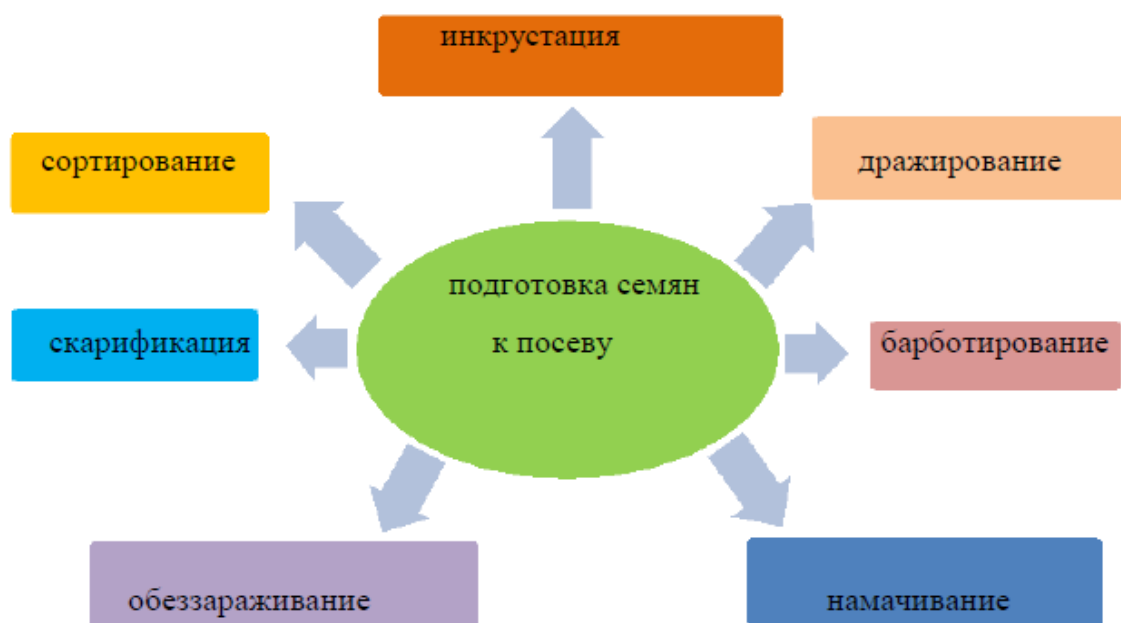 инкрустация
сортирование
дражирование
подготовка семян
к посеву
скарификация
барботирование
обеззараживание
намачивание